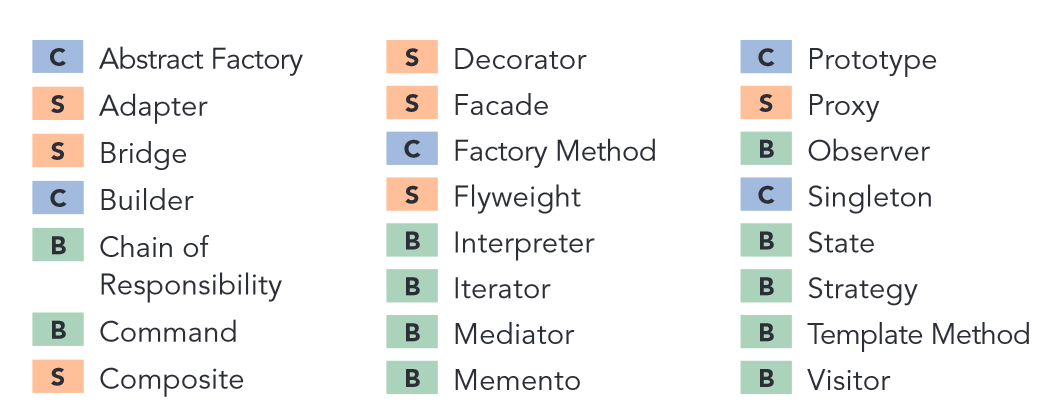 C Abstract Factory
S Adapter
S Bridge
C Builder
B Chain of
Responsibility
B Command
S Composite
S Decorator
S Facade
C Factory Method
S Flyweight
B Interpreter
B Iterator
B Mediator
B Memento
C Prototype
S Proxy
B Observer
C Singleton
B State
B Strategy
B Template Method
B Visitor